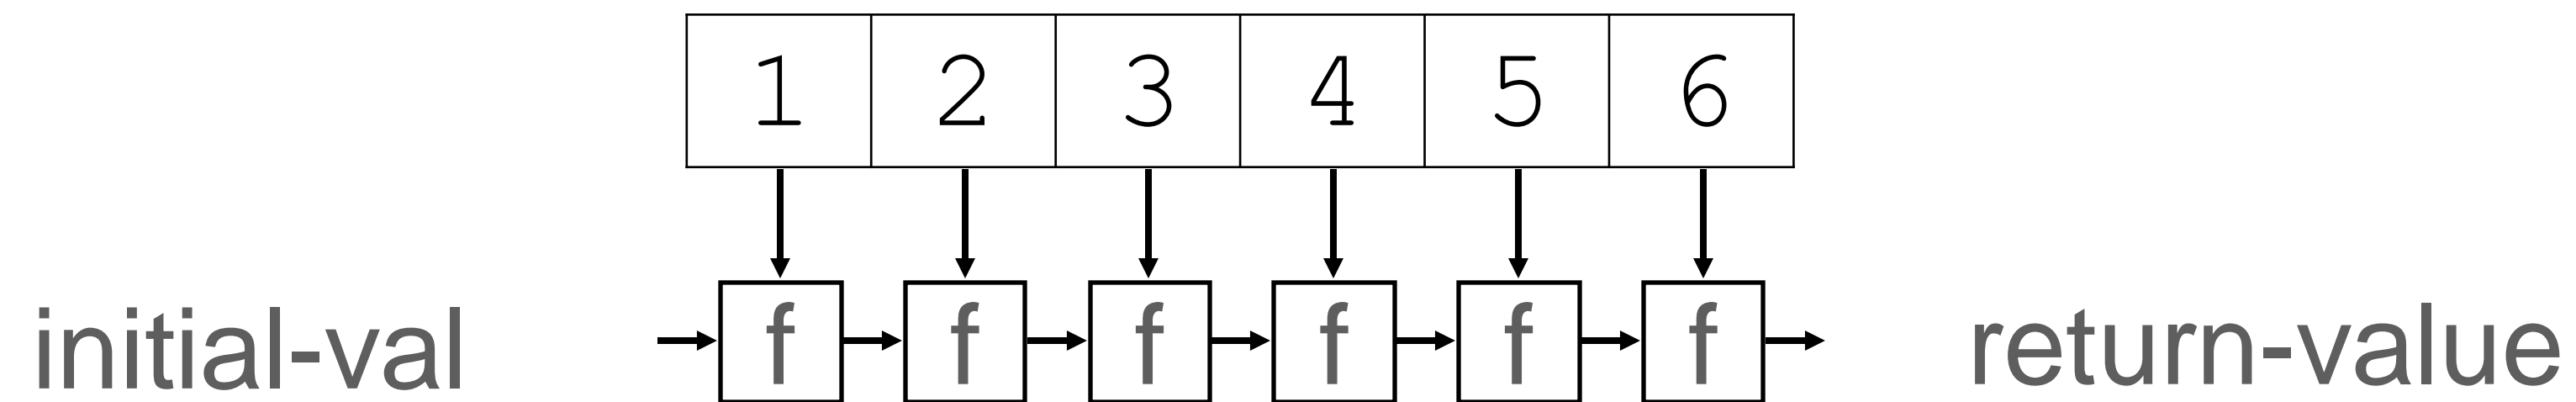 1 2 3 4 5 6
initial-val f f f f f f return-value